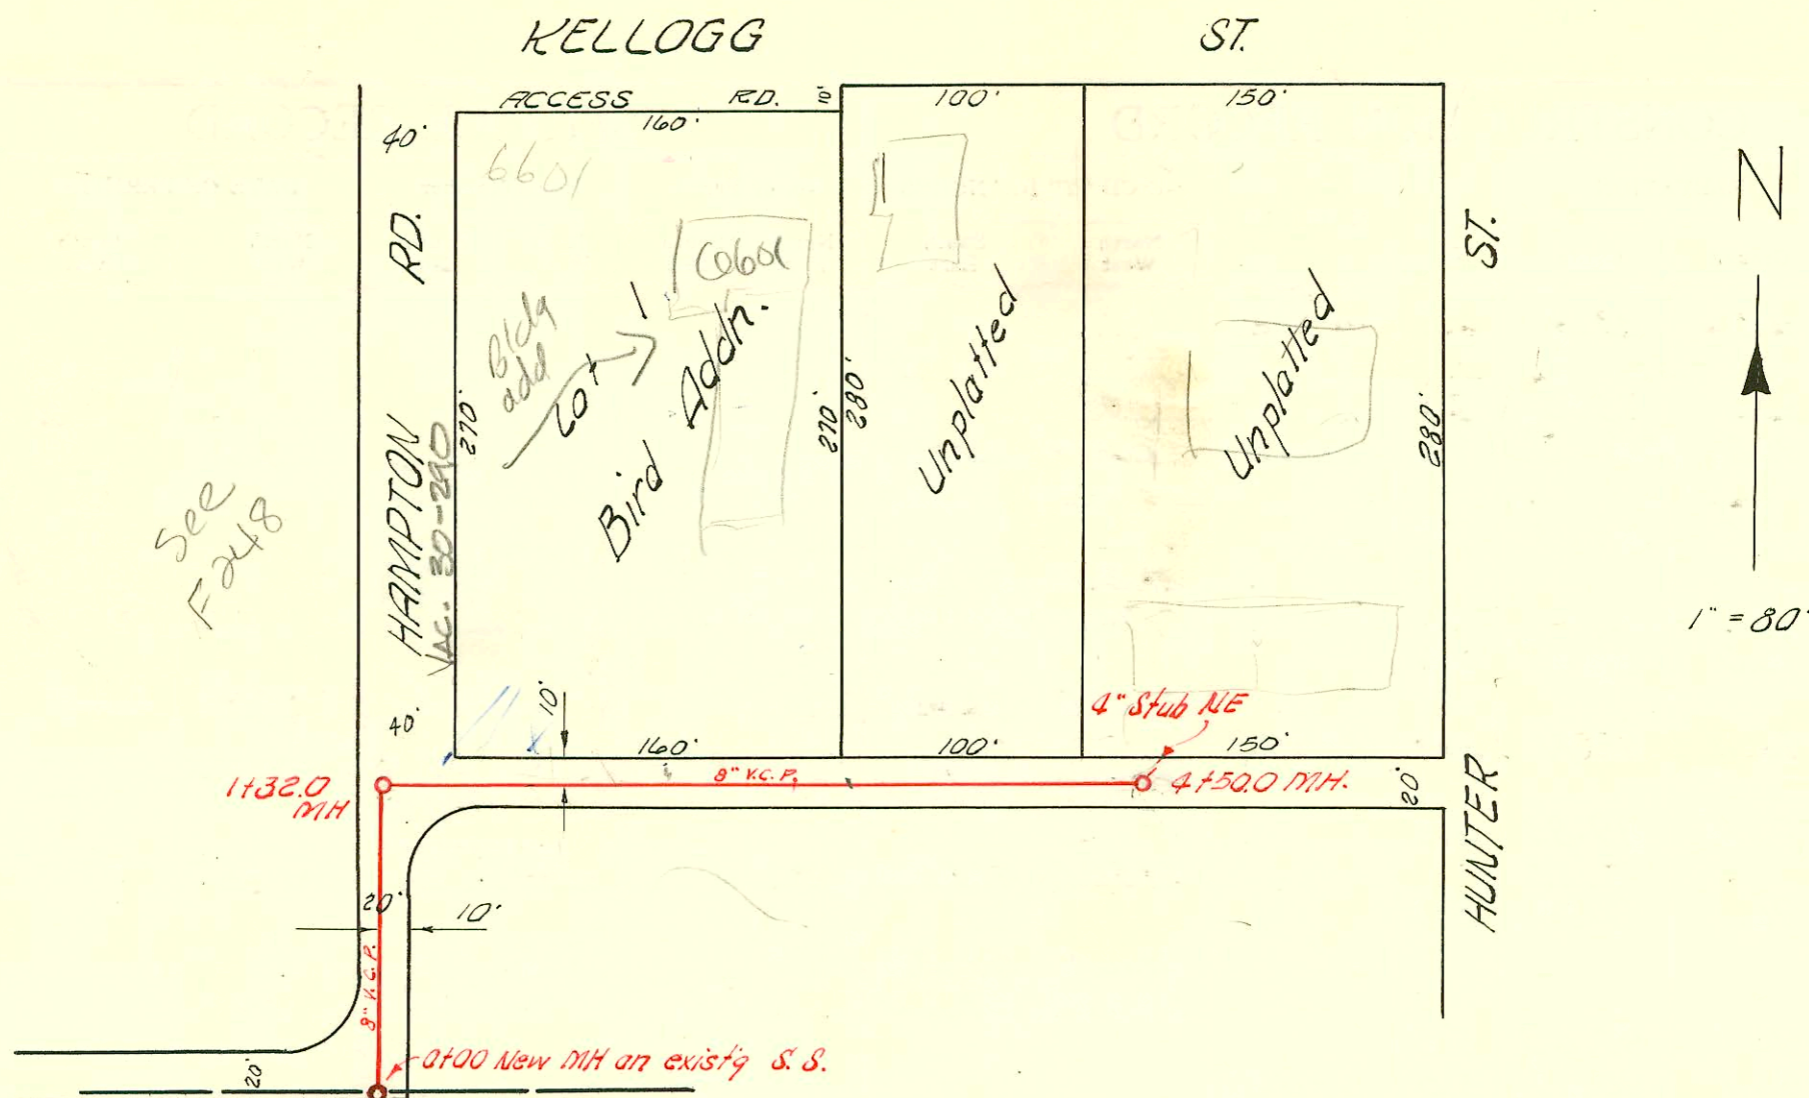 KELLOGG ST.
ACCESS RD. 10'
100'
150'
40'
160'
6601
N
RD.
ST.
6601
Bldg
add
Lot 1
Bird Addn.
Unplatted
Unplatted
270'
270'
280'
280'
HAMPTON
VAC. 30-290
See
F248
1" = 80'
10'
4" Stub NE
40'
160'
100'
150'
8" V.C.P.
1+32.0
MH
4+50.0 MH.
20'
HUNTER
20'
10'
8" V.C.P.
0+00 New MH on exist'g S.S.
20'